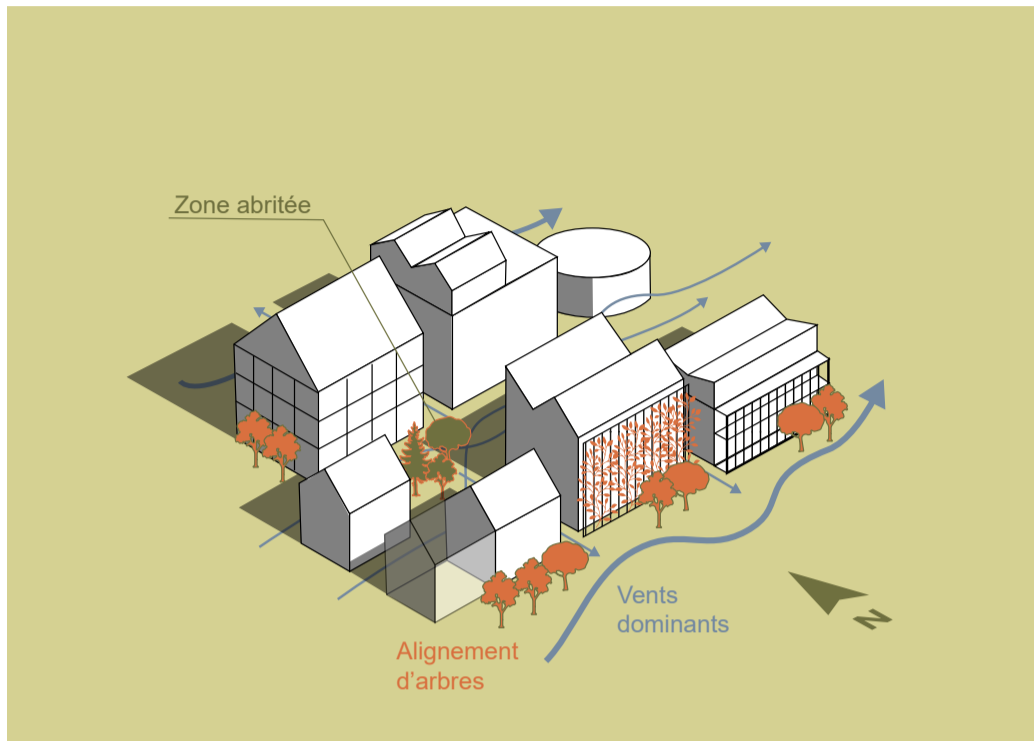 Zone abritée
Vents
dominants
Alignement
d’arbres
N